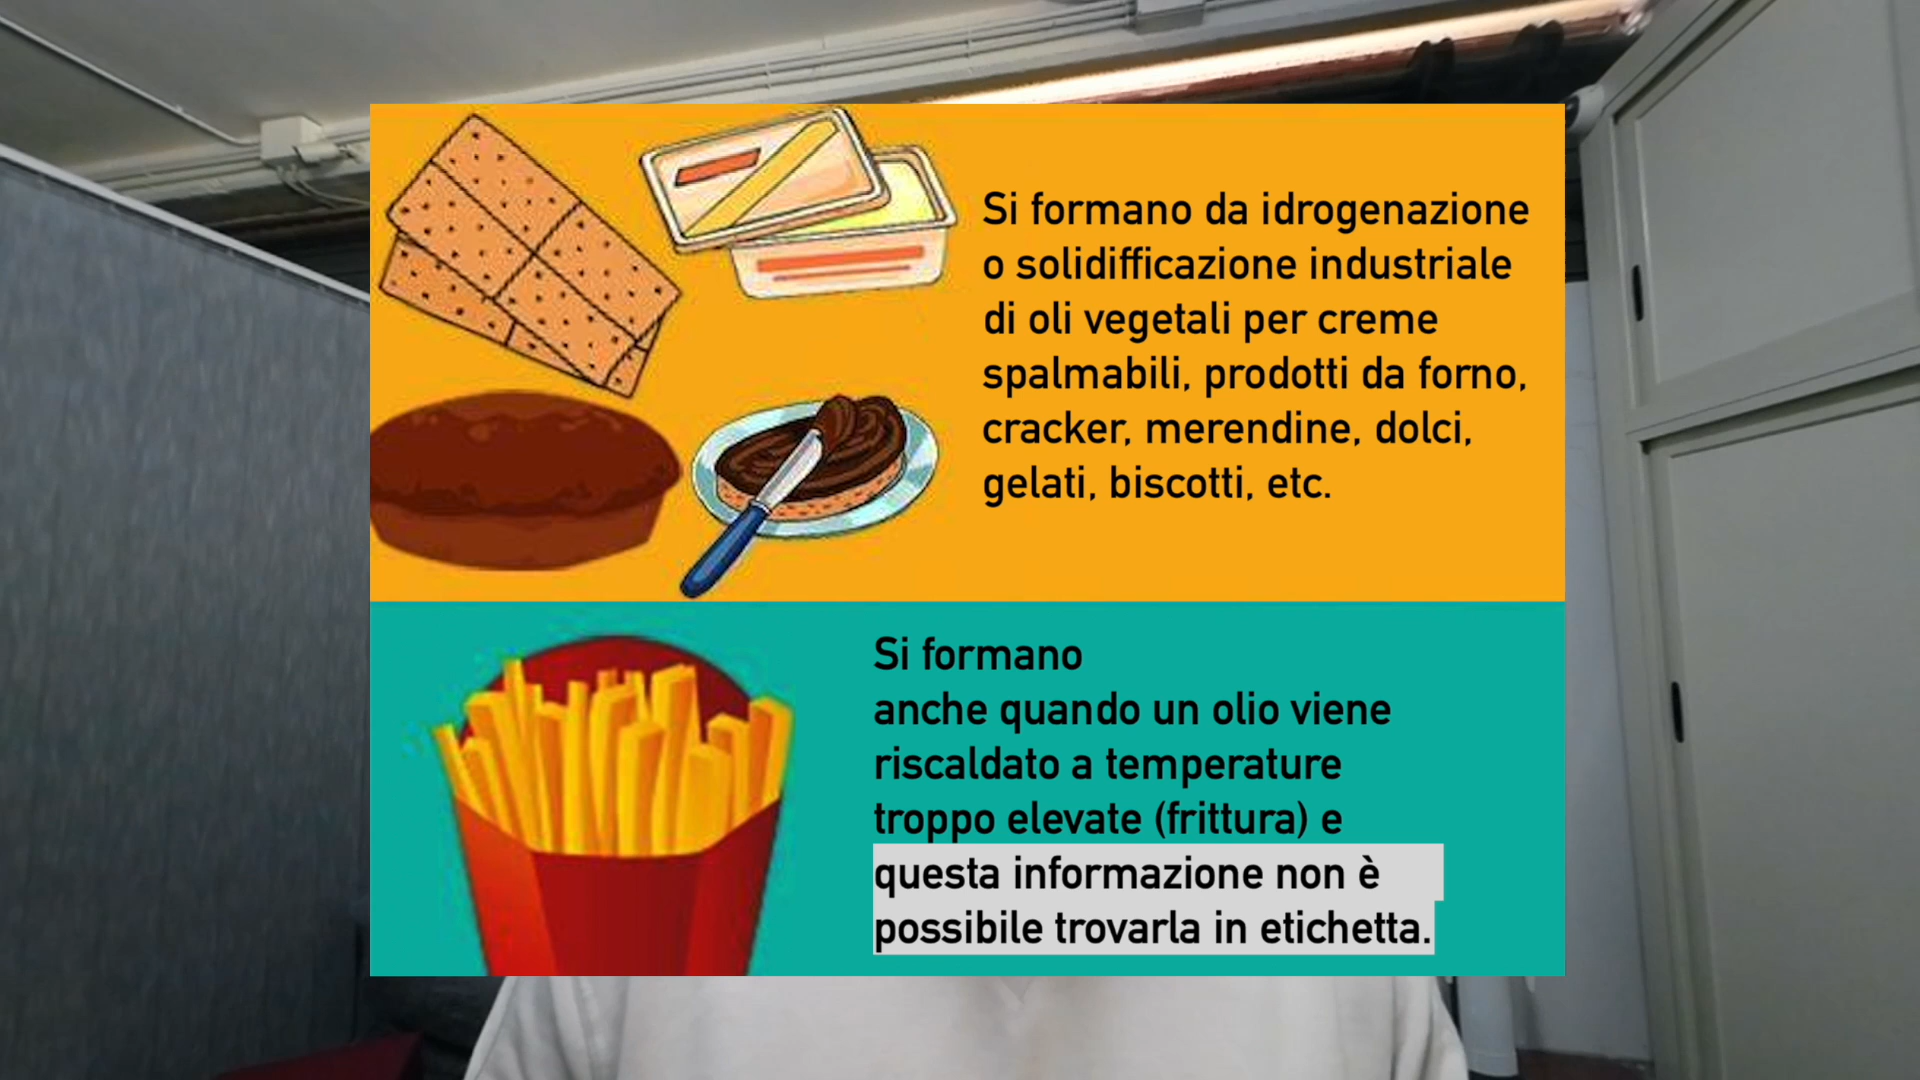 Si formano da idrogenazione
o solidifficazione industriale
di oli vegetali per creme
spalmabili, prodotti da forno,
cracker, merendine, dolci,
gelati, biscotti, etc.
Si formano
anche quando un olio viene
riscaldato a temperature
troppo elevate (frittura) e
questa informazione non è
possibile trovarla in etichetta.